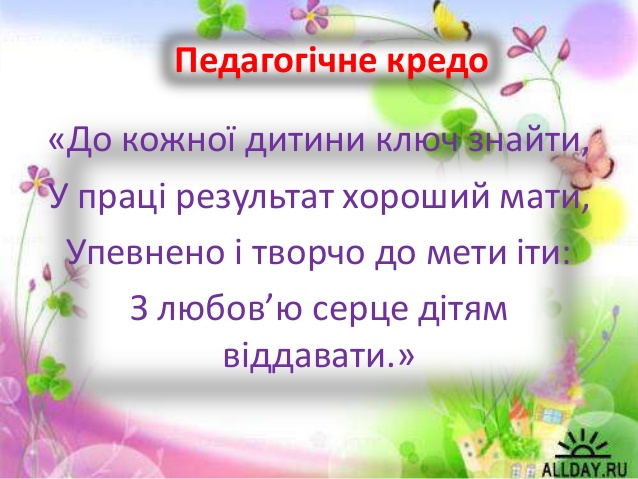 Педагогічне кредо
«До кожної дитини ключ знайти,
У праці результат хороший мати,
Упевнено і творчо до мети іти:
З любов’ю серце дітям
віддавати.»
ALLDAY.RU